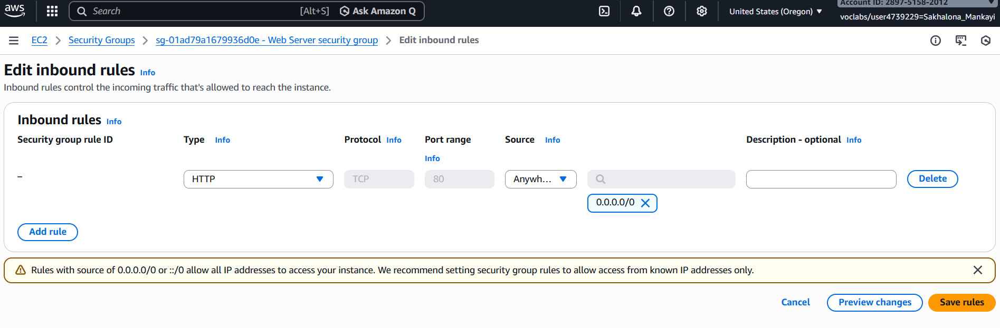 aws
Search [Alt+S] Ask Amazon Q United States (Oregon) Account ID: 2897-5158-2012
voclabs/user4739229=Sakhalona_Mankayi
EC2 Security Groups sg-01ad79a1679936d0e - Web Server security group Edit inbound rules
Edit inbound rules Info
Inbound rules control the incoming traffic that's allowed to reach the instance.
Inbound rules Info
Security group rule ID Type Info Protocol Info Port range Source Info Description - optional Info
Info
– HTTP TCP 80 Anywh... Delete
0.0.0.0/0
Add rule
Rules with source of 0.0.0.0/0 or ::/0 allow all IP addresses to access your instance. We recommend setting security group rules to allow access from known IP addresses only.
Cancel Preview changes Save rules